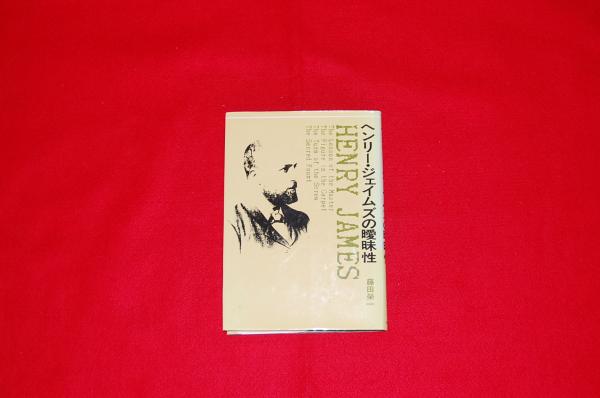 ヘンリー・ジェイムズの曖昧性
藤田榮一
HENRY JAMES
The Lesson of the Master
The Figure in the Carpet
The Turn of the Screw
The Sacred Fount